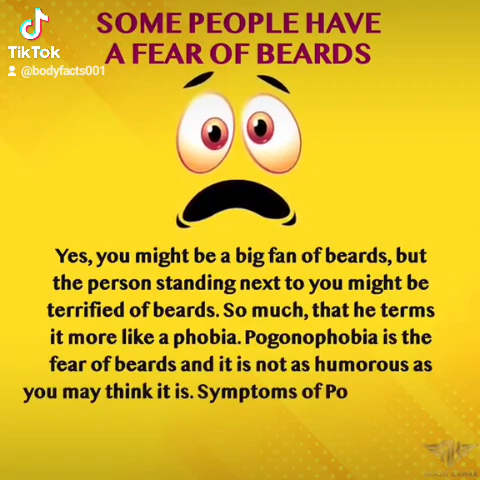 TikTok
@bodyfacts001
SOME PEOPLE HAVE
A FEAR OF BEARDS
Yes, you might be a big fan of beards, but
the person standing next to you might be
terrified of beards. So much, that he terms
it more like a phobia. Pogonophobia is the
fear of beards and it is not as humorous as
you may think it is. Symptoms of Po